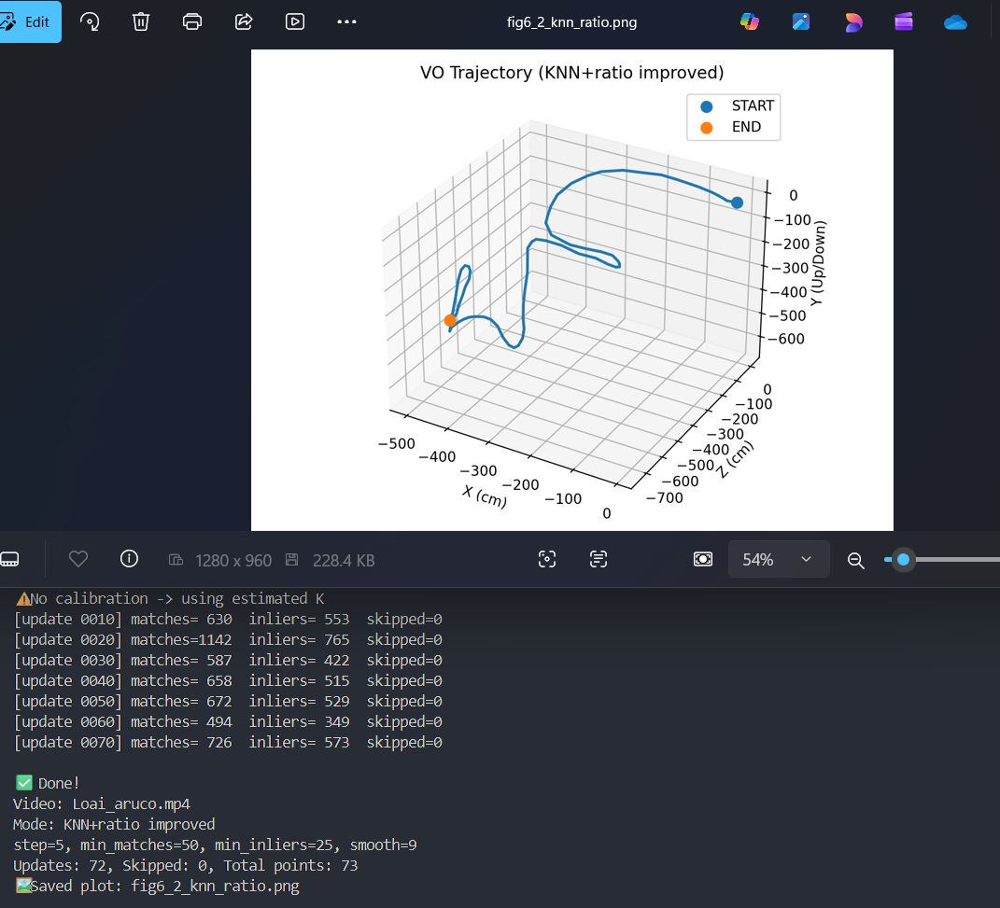 Edit
fig6_2_knn_ratio.png
VO Trajectory (KNN+ratio improved)
START
END
0
−100
−200
−300
−400
−500
−600
Y (Up/Down)
0
−100
−200
−300
−400
−500
−600
−700
Z (cm)
−500
−400
−300
−200
−100
0
X (cm)
1280 x 960
228.4 KB
54%
⚠No calibration -> using estimated K
[update 0010] matches= 630  inliers= 553  skipped=0
[update 0020] matches=1142  inliers= 765  skipped=0
[update 0030] matches= 587  inliers= 422  skipped=0
[update 0040] matches= 658  inliers= 515  skipped=0
[update 0050] matches= 672  inliers= 529  skipped=0
[update 0060] matches= 494  inliers= 349  skipped=0
[update 0070] matches= 726  inliers= 573  skipped=0
✅ Done!
Video: Loai_aruco.mp4
Mode: KNN+ratio improved
step=5, min_matches=50, min_inliers=25, smooth=9
Updates: 72, Skipped: 0, Total points: 73
🖼Saved plot: fig6_2_knn_ratio.png